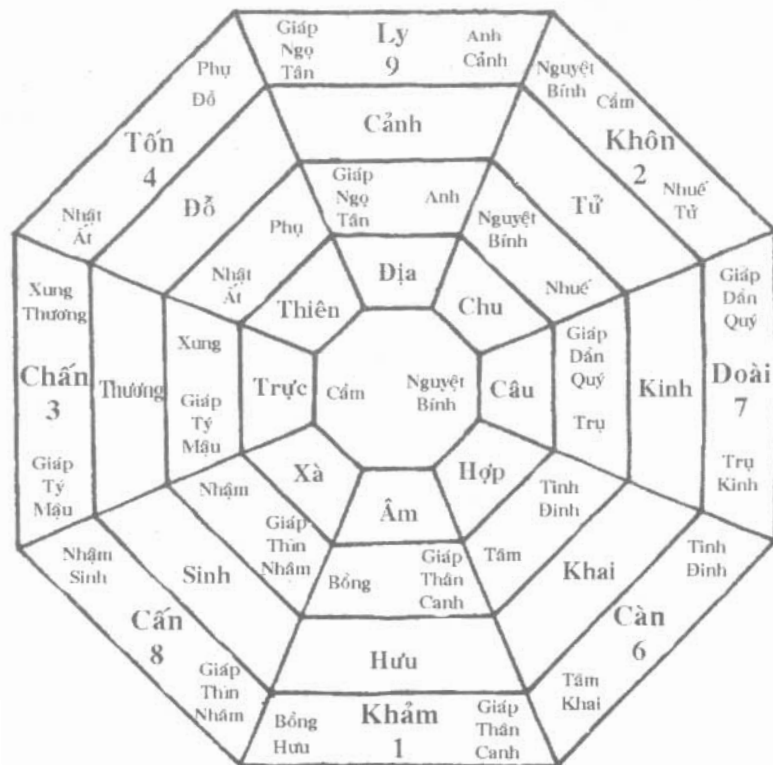 Giáp
Ngọ
Tân
Ly
9
Anh
Cảnh
Nguyệt
Bính
Cầm
Khôn
2
Nhuế
Tử
Giáp
Dần
Quý
Doài
7
Trụ
Kinh
Tinh
Đinh
Càn
6
Tâm
Khai
Giáp
Thân
Canh
Khảm
1
Bồng
Hưu
Giáp
Thìn
Nhâm
Cấn
8
Nhậm
Sinh
Giáp
Tý
Mậu
Chấn
3
Xung
Thương
Nhật
Ất
Tốn
4
Phụ
Đỗ
Cảnh
Tử
Kinh
Khai
Hưu
Sinh
Thương
Đỗ
Giáp
Ngọ
Tân
Anh
Nguyệt
Bính
Nhuế
Giáp
Dần
Quý
Trụ
Tinh
Đinh
Tâm
Giáp
Thân
Canh
Bồng
Giáp
Thìn
Nhâm
Nhậm
Giáp
Tý
Mậu
Xung
Nhật
Ất
Phụ
Địa
Chu
Câu
Hợp
Âm
Xà
Trực
Thiên
Cầm
Nguyệt
Bính